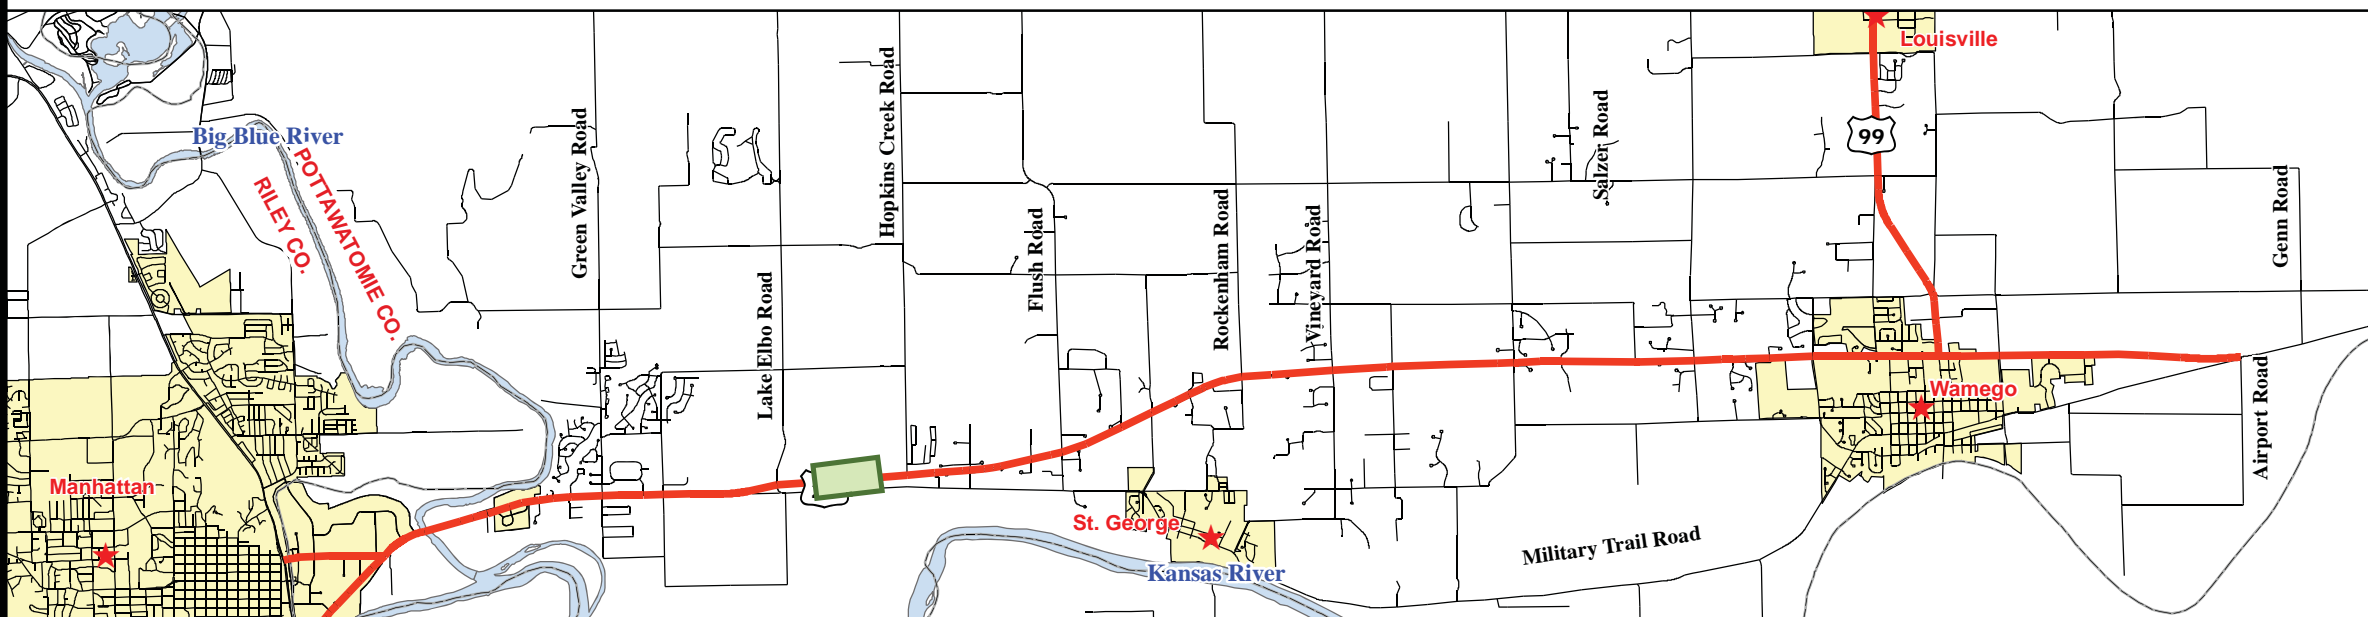 Louisville
99
Big Blue River
POTTAWATOMIE CO.
RILEY CO.
Green Valley Road
Lake Elbo Road
Hopkins Creek Road
Flush Road
Rockenham Road
Vineyard Road
Salzer Road
Genn Road
Airport Road
Wamego
Manhattan
St. George
Kansas River
Military Trail Road